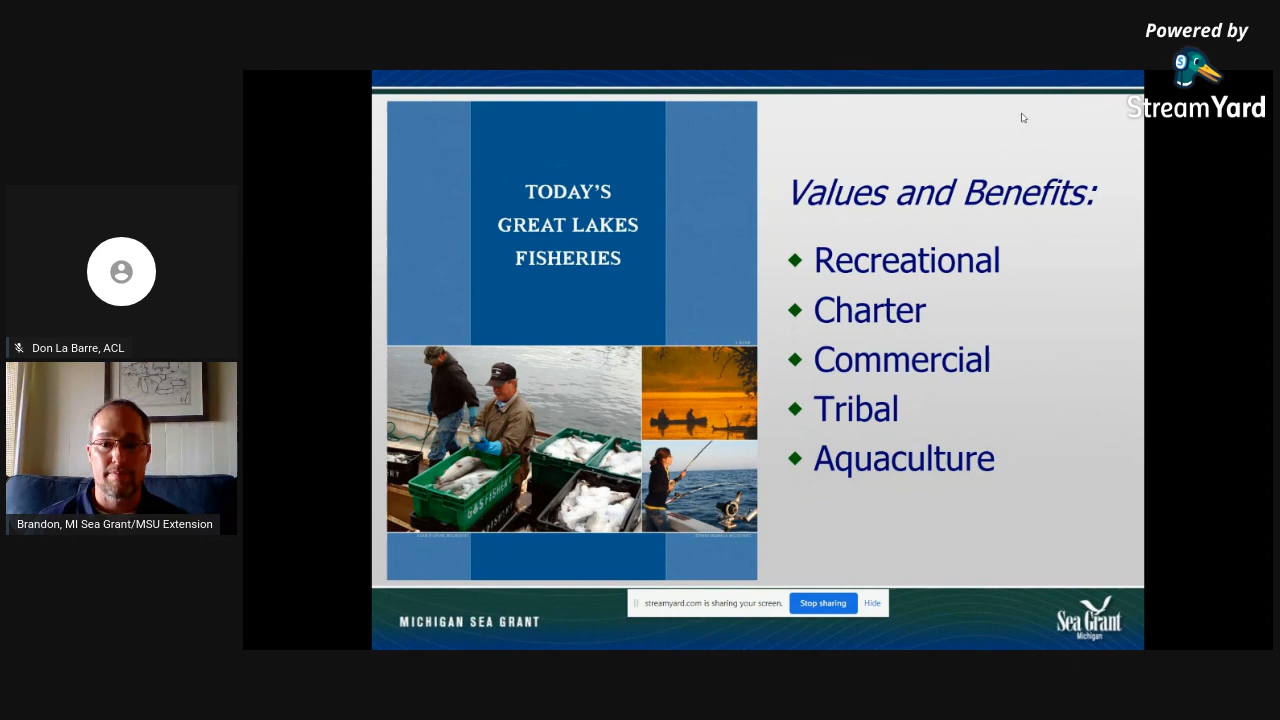 Powered by
StreamYard
TODAY'S
GREAT LAKES
FISHERIES
Values and Benefits:
Recreational
Charter
Commercial
Tribal
Aquaculture
Don La Barre, ACL
Brandon, MI Sea Grant/MSU Extension
streamyard.com is sharing your screen.
Stop sharing
Hide
MICHIGAN SEA GRANT
Sea Grant
Michigan